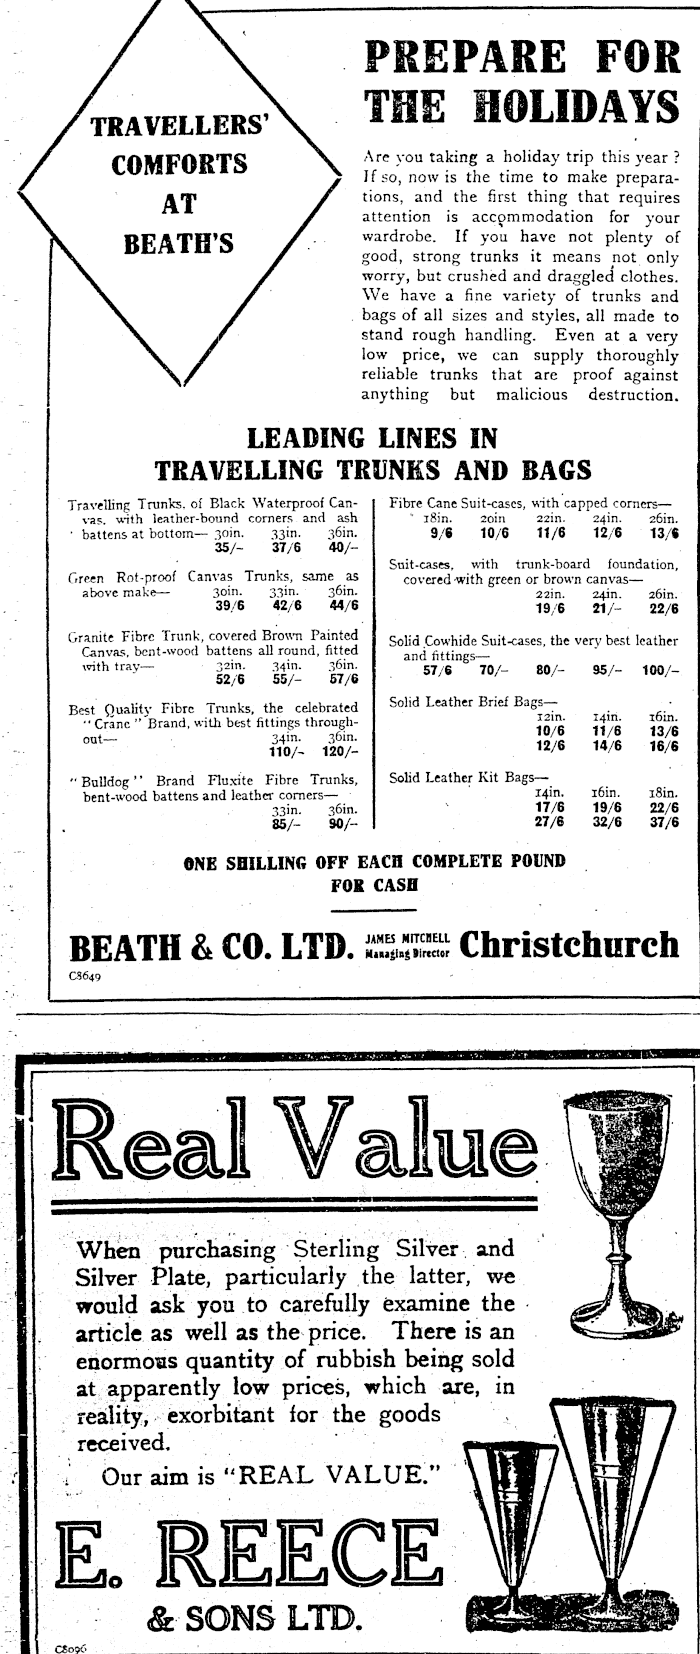 TRAVELLERS'
COMFORTS
AT
BEATH'S
PREPARE FOR
THE HOLIDAYS
Are you taking a holiday trip this year ?
If so, now is the time to make prepara-
tions, and the first thing that requires
attention is accommodation for your
wardrobe. If you have not plenty of
good, strong trunks it means not only
worry, but crushed and draggled clothes.
We have a fine variety of trunks and
bags of all sizes and styles, all made to
stand rough handling. Even at a very
low price, we can supply thoroughly
reliable trunks that are proof against
anything but malicious destruction.
LEADING LINES IN
TRAVELLING TRUNKS AND BAGS
Travelling Trunks, of Black Waterproof Can-
vas, with leather-bound corners and ash
battens at bottom— 30in. 33in. 36in.
35/- 37/6 40/-
Green Rot-proof Canvas Trunks, same as
above make— 30in. 33in. 36in.
39/6 42/6 44/6
Granite Fibre Trunk, covered Brown Painted
Canvas, bent-wood battens all round, fitted
with tray— 32in. 34in. 36in.
52/6 55/- 57/6
Best Quality Fibre Trunks, the celebrated
"Crane" Brand, with best fittings through-
out— 34in. 36in.
110/- 120/-
"Bulldog" Brand Fluxite Fibre Trunks,
bent-wood battens and leather corners—
33in. 36in.
85/- 90/-
Fibre Cane Suit-cases, with capped corners—
18in. 20in 22in. 24in. 26in.
9/6 10/6 11/6 12/6 13/6
Suit-cases, with trunk-board foundation,
covered with green or brown canvas—
22in. 24in. 26in.
19/6 21/- 22/6
Solid Cowhide Suit-cases, the very best leather
and fittings—
57/6 70/- 80/- 95/- 100/-
Solid Leather Brief Bags—
12in. 14in. 16in.
10/6 11/6 13/6
12/6 14/6 16/6
Solid Leather Kit Bags—
14in. 16in. 18in.
17/6 19/6 22/6
27/6 32/6 37/6
ONE SHILLING OFF EACH COMPLETE POUND
FOR CASH
BEATH & CO. LTD. JAMES MITCHELL Managing Director Christchurch
C8649
Real Value
When purchasing Sterling Silver and
Silver Plate, particularly the latter, we
would ask you to carefully examine the
article as well as the price. There is an
enormous quantity of rubbish being sold
at apparently low prices, which are, in
reality, exorbitant for the goods
received.
Our aim is "REAL VALUE."
E. REECE
& SONS LTD.
C8096